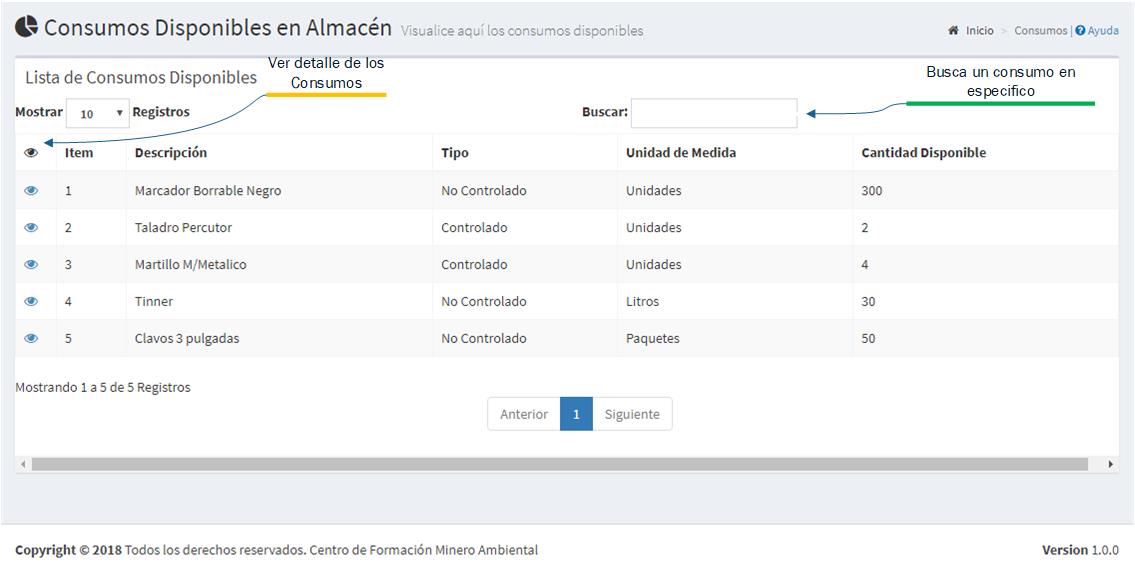 Consumos Disponibles en Almacén Visualice aquí los consumos disponibles
Inicio > Consumos | Ayuda
Lista de Consumos Disponibles
Ver detalle de los
Consumos
Busca un consumo en
especifico
Mostrar 10 Registros
Buscar:
Item Descripción Tipo Unidad de Medida Cantidad Disponible
1 Marcador Borrable Negro No Controlado Unidades 300
2 Taladro Percutor Controlado Unidades 2
3 Martillo M/Metalico Controlado Unidades 4
4 Tinner No Controlado Litros 30
5 Clavos 3 pulgadas No Controlado Paquetes 50
Mostrando 1 a 5 de 5 Registros
Anterior 1 Siguiente
Copyright © 2018 Todos los derechos reservados. Centro de Formación Minero Ambiental
Version 1.0.0